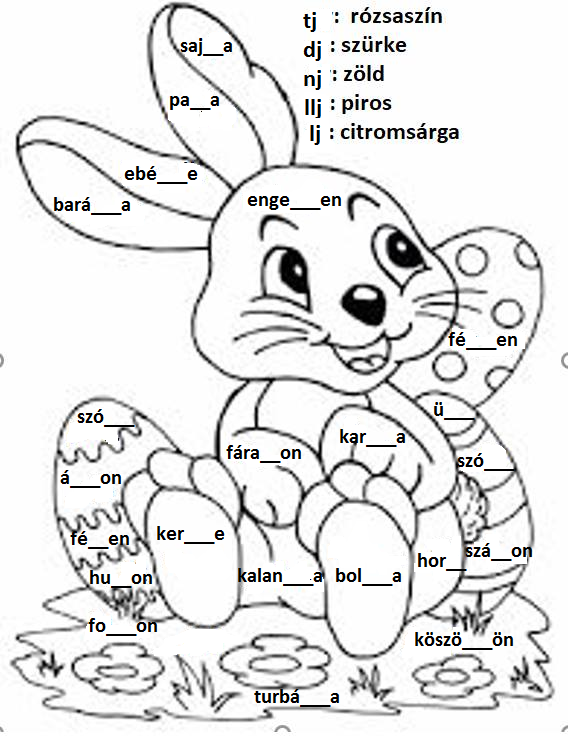 tj : rózsaszín
dj : szürke
nj : zöld
llj : piros
lj : citromsárga
saj__a
pa__a
ebé___e
bará___a
enge___en
fé___en
ü___
szó___
kar___a
fára__on
szó___
á___on
fé__en
ker___e
hor__
szá__on
hu__on
kalan___a
bol___a
fo___on
köszö___ön
turbá___a